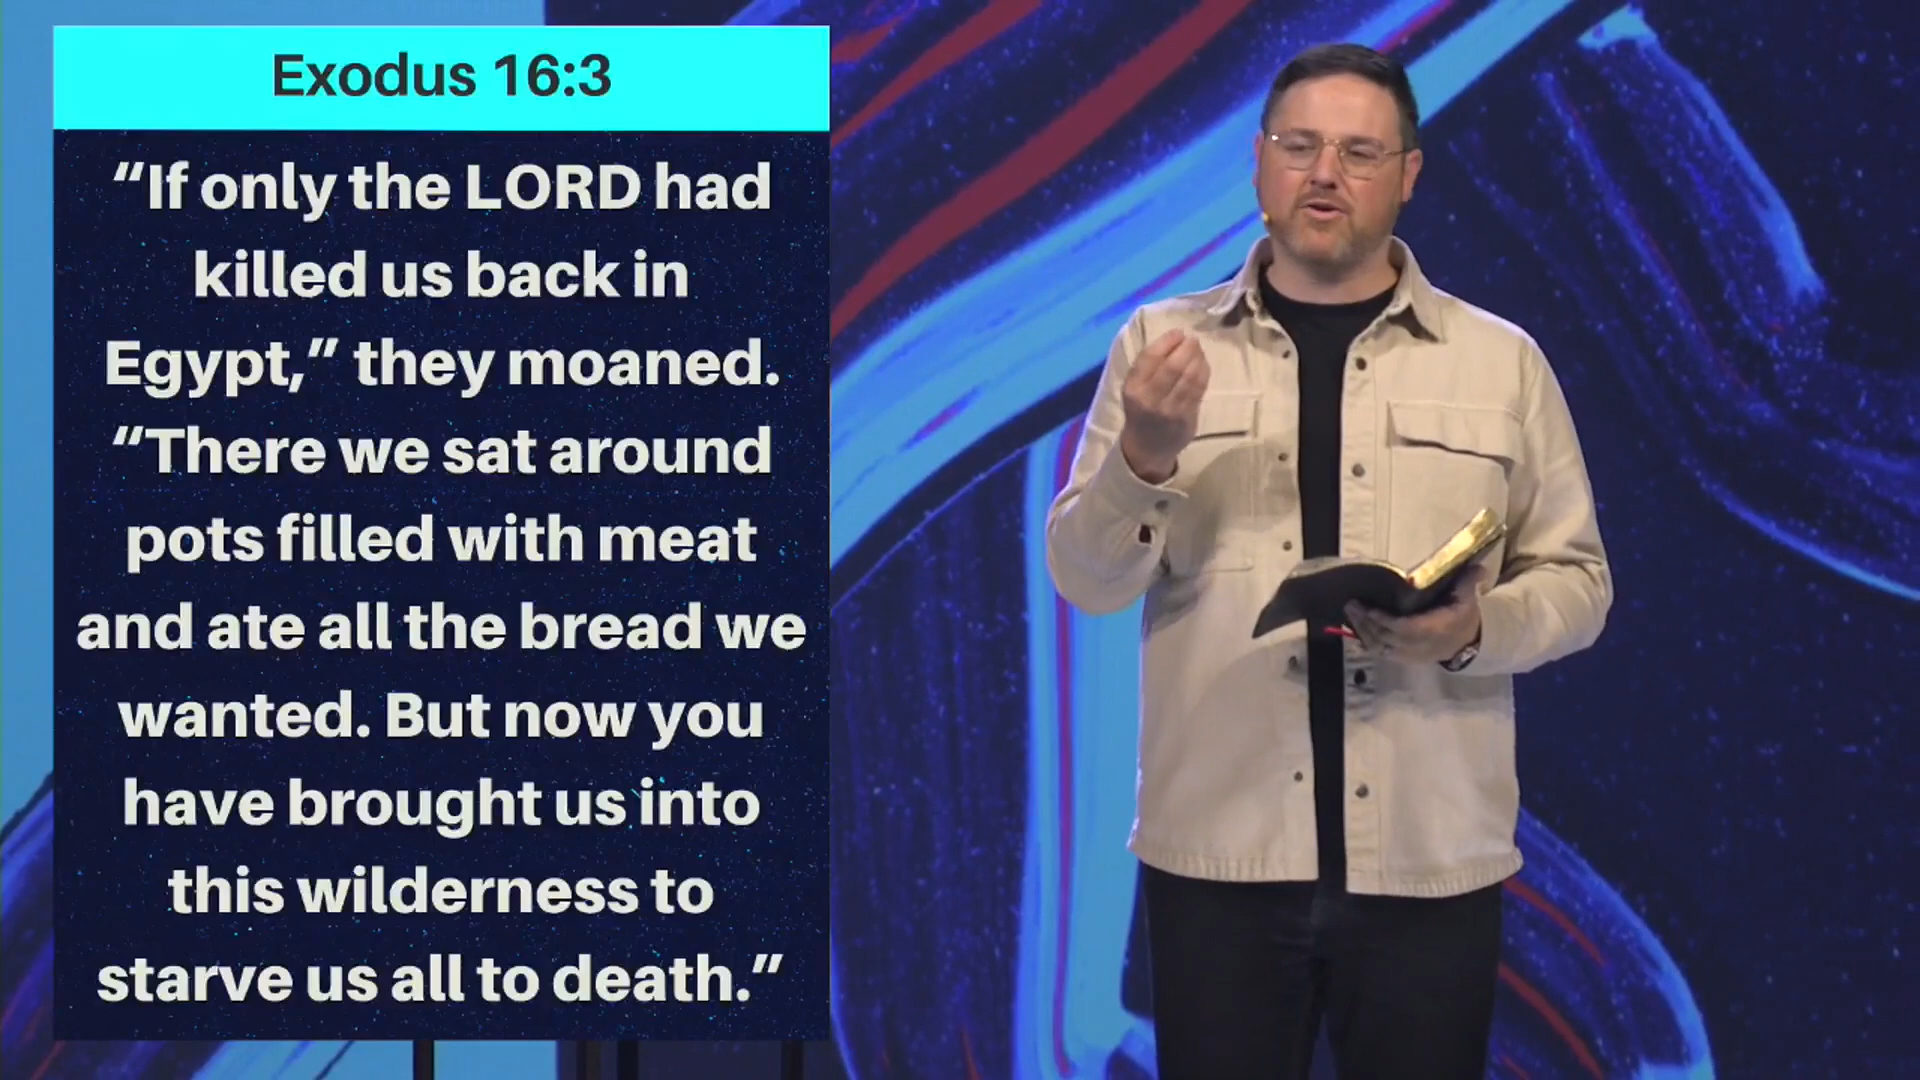 Exodus 16:3
“If only the LORD had
killed us back in
Egypt,” they moaned.
“There we sat around
pots filled with meat
and ate all the bread we
wanted. But now you
have brought us into
this wilderness to
starve us all to death.”